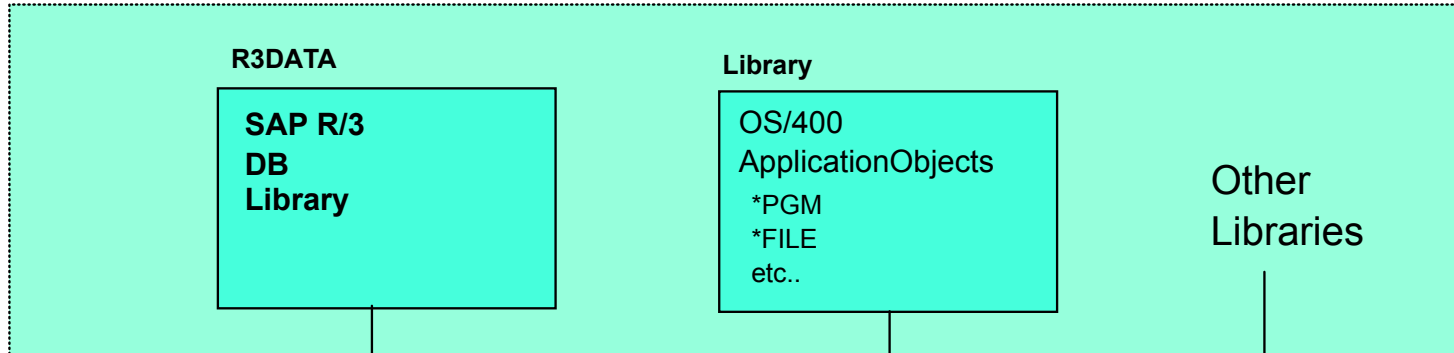 R3DATA
SAP R/3
DB
Library
Library
OS/400
ApplicationObjects
*PGM
*FILE
etc..
Other
Libraries